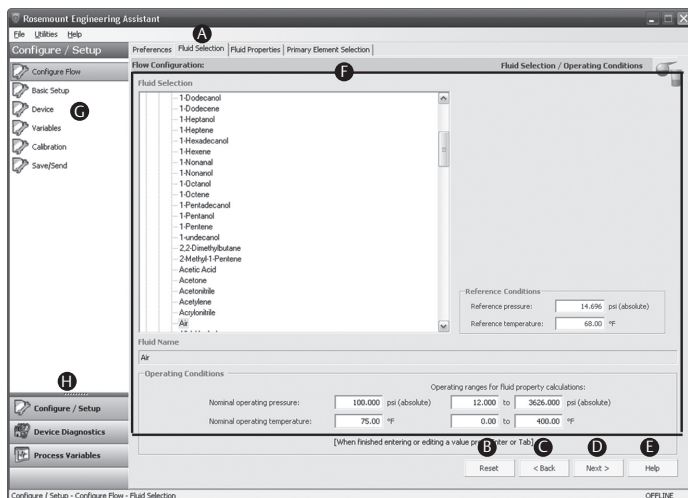 Rosemount Engineering Assistant
File Utilities Help
A
Configure / Setup
Preferences Fluid Selection Fluid Properties Primary Element Selection
Flow Configuration:
F
Fluid Selection / Operating Conditions
Configure Flow
Basic Setup
Device
G
Variables
Calibration
Save/Send
Fluid Selection
1-Dodecanol
1-Dodecene
1-Heptanol
1-Heptene
1-Hexadecanol
1-Hexene
1-Nonanal
1-Nonanol
1-Octanol
1-Octene
1-Pentadecanol
1-Pentanol
1-Pentene
1-undecanol
2,2-Dimethylbutane
2-Methyl-1-Pentene
Acetic Acid
Acetone
Acetonitrile
Acetylene
Acrylonitrile
Air
Reference Conditions
Reference pressure: 14.696 psi (absolute)
Reference temperature: 68.00 °F
Fluid Name
Air
Operating Conditions
Operating ranges for fluid property calculations:
Nominal operating pressure: 100.000 psi (absolute) 12.000 to 3626.000 psi (absolute)
Nominal operating temperature: 75.00 °F 0.00 to 400.00 °F
[When finished entering or editing a value pre nter or Tab]
H
Configure / Setup
Device Diagnostics
Process Variables
B
C
D
E
Reset < Back Next > Help
Configure / Setup - Configure Flow - Fluid Selection
OFFLINE